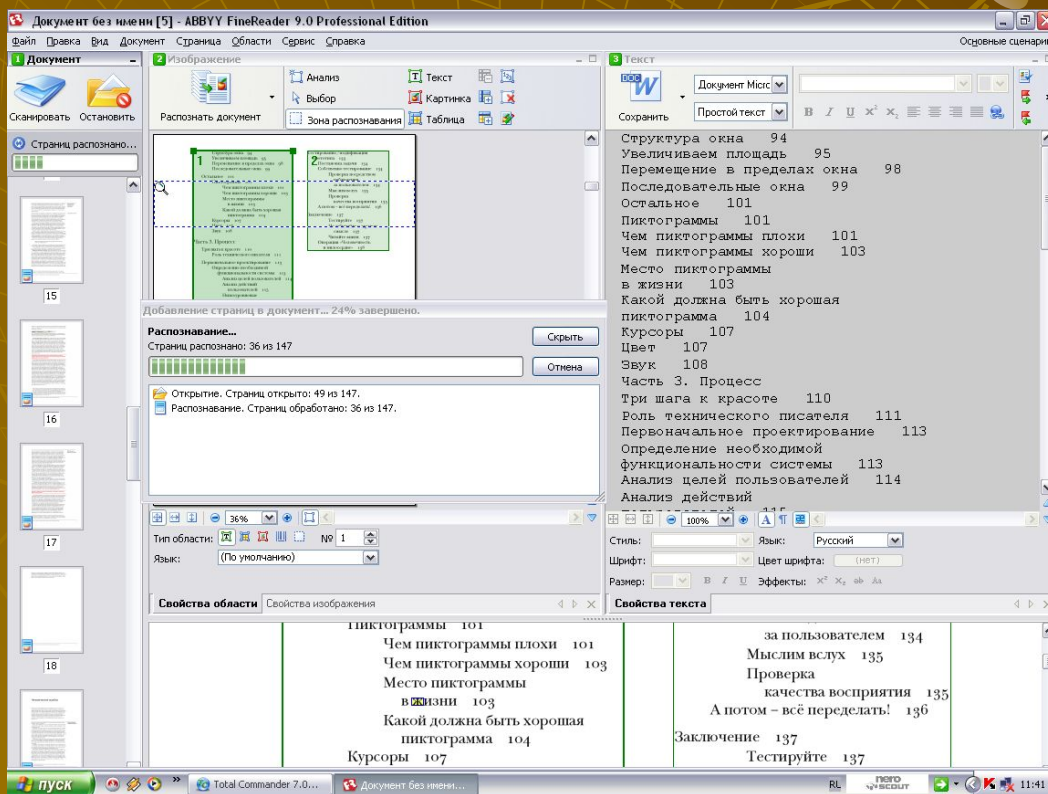 Документ без имени [5] - ABBYY FineReader 9.0 Professional Edition
Файл Правка Вид Документ Страница Области Сервис Справка
Основные сценари
1 Документ
Сканировать Остановить
Страниц распознано...
15
16
17
18
2 Изображение
Распознать документ
Анализ
Выбор
Зона распознавания
Текст
Картинка
Таблица
1
2
Добавление страниц в документ... 24% завершено.
Распознавание...
Страниц распознано: 36 из 147
Скрыть
Отмена
Открытие. Страниц открыто: 49 из 147.
Распознавание. Страниц обработано: 36 из 147.
36%
Тип области: № 1
Язык: (По умолчанию)
Свойства области Свойства изображения
3 Текст
Сохранить
Документ Micrc
Простой текст
Структура окна 94
Увеличиваем площадь 95
Перемещение в пределах окна 98
Последовательные окна 99
Остальное 101
Пиктограммы 101
Чем пиктограммы плохи 101
Чем пиктограммы хороши 103
Место пиктограммы
в жизни 103
Какой должна быть хорошая
пиктограмма 104
Курсоры 107
Цвет 107
Звук 108
Часть 3. Процесс
Три шага к красоте 110
Роль технического писателя 111
Первоначальное проектирование 113
Определение необходимой
функциональности системы 113
Анализ целей пользователей 114
Анализ действий
100%
Стиль: Язык: Русский
Шрифт: Цвет шрифта: (нет)
Размер: Эффекты:
Свойства текста
Пиктограммы 101
Чем пиктограммы плохи 101
Чем пиктограммы хороши 103
Место пиктограммы
в жизни 103
Какой должна быть хорошая
пиктограмма 104
Курсоры 107
за пользователем 134
Мыслим вслух 135
Проверка
качества восприятия 135
А потом – всё переделать! 136
Заключение 137
Тестируйте 137
пуск
Total Commander 7.0...
Документ без имени...
RL
nero
SCOUT
11:41